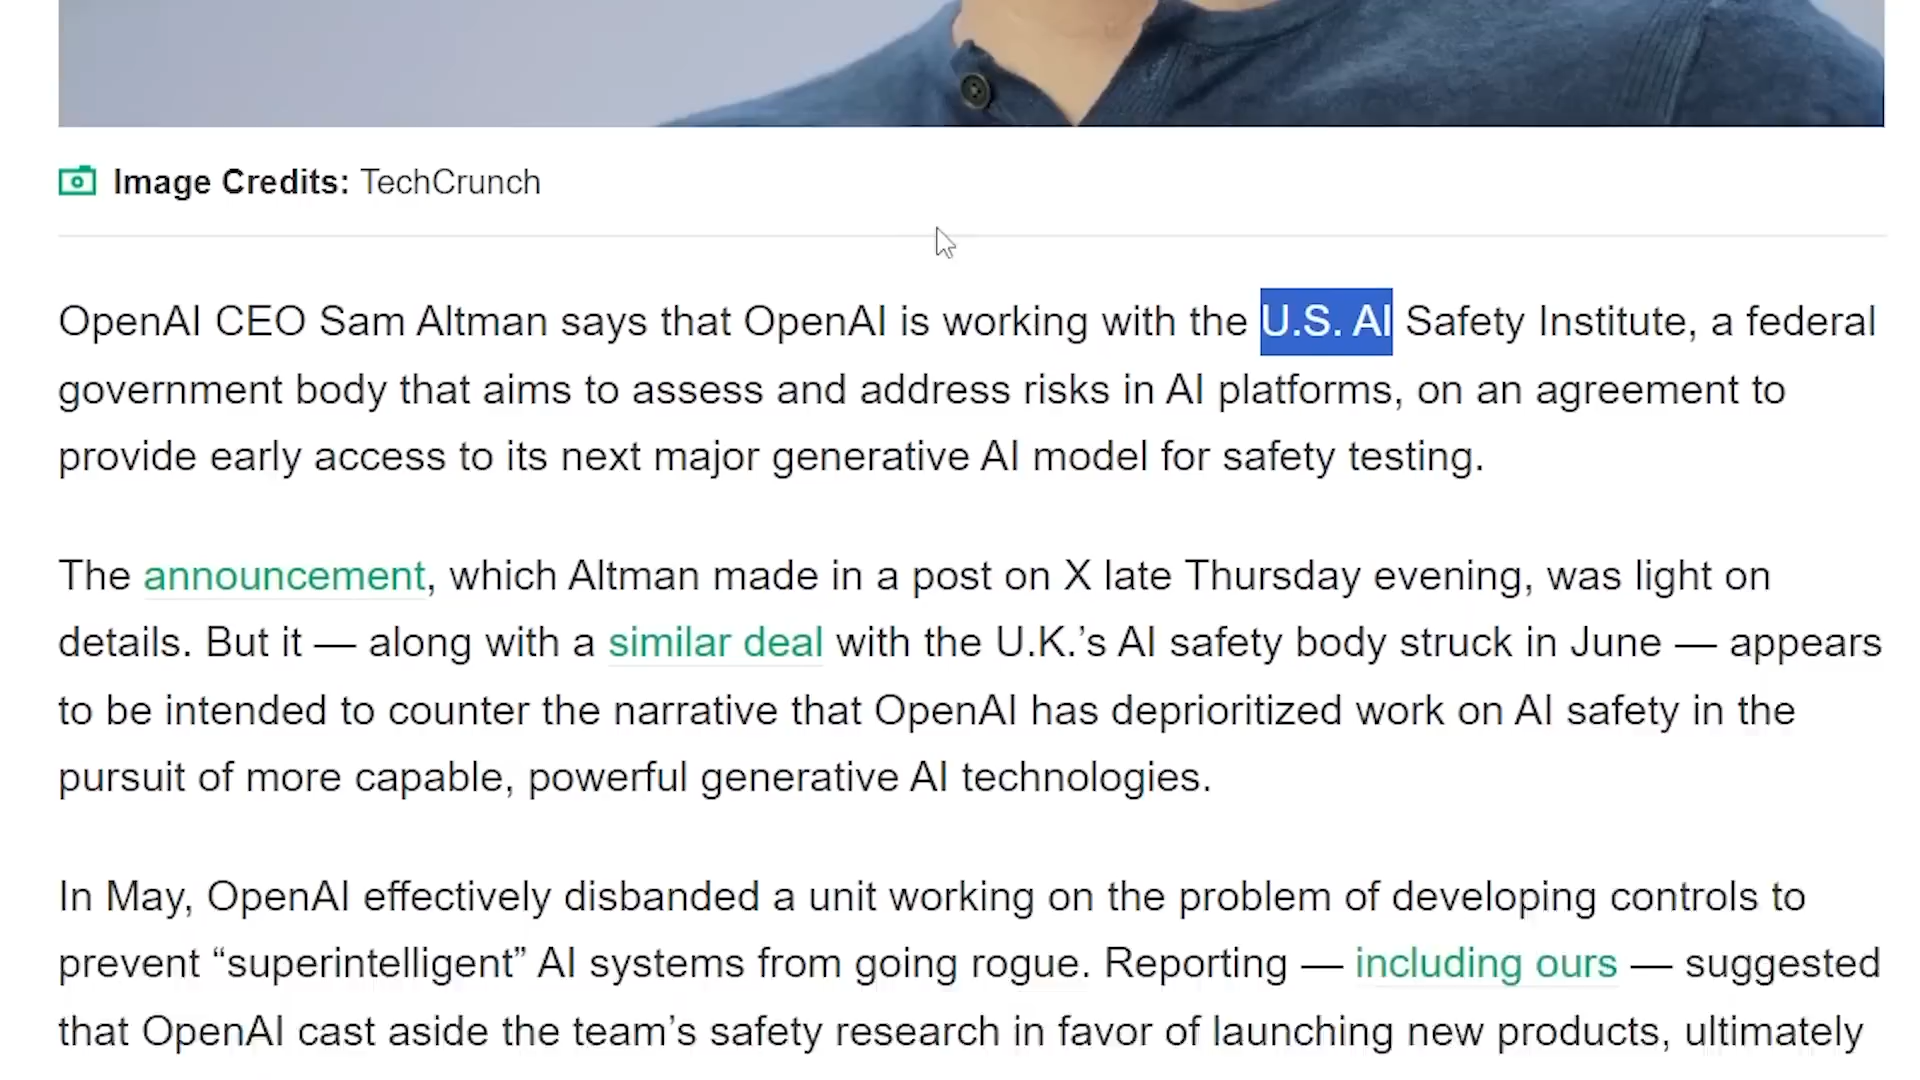 Image Credits: TechCrunch
OpenAI CEO Sam Altman says that OpenAI is working with the U.S. AI Safety Institute, a federal
government body that aims to assess and address risks in AI platforms, on an agreement to
provide early access to its next major generative AI model for safety testing.
The announcement, which Altman made in a post on X late Thursday evening, was light on
details. But it — along with a similar deal with the U.K.’s AI safety body struck in June — appears
to be intended to counter the narrative that OpenAI has deprioritized work on AI safety in the
pursuit of more capable, powerful generative AI technologies.
In May, OpenAI effectively disbanded a unit working on the problem of developing controls to
prevent “superintelligent” AI systems from going rogue. Reporting — including ours — suggested
that OpenAI cast aside the team’s safety research in favor of launching new products, ultimately